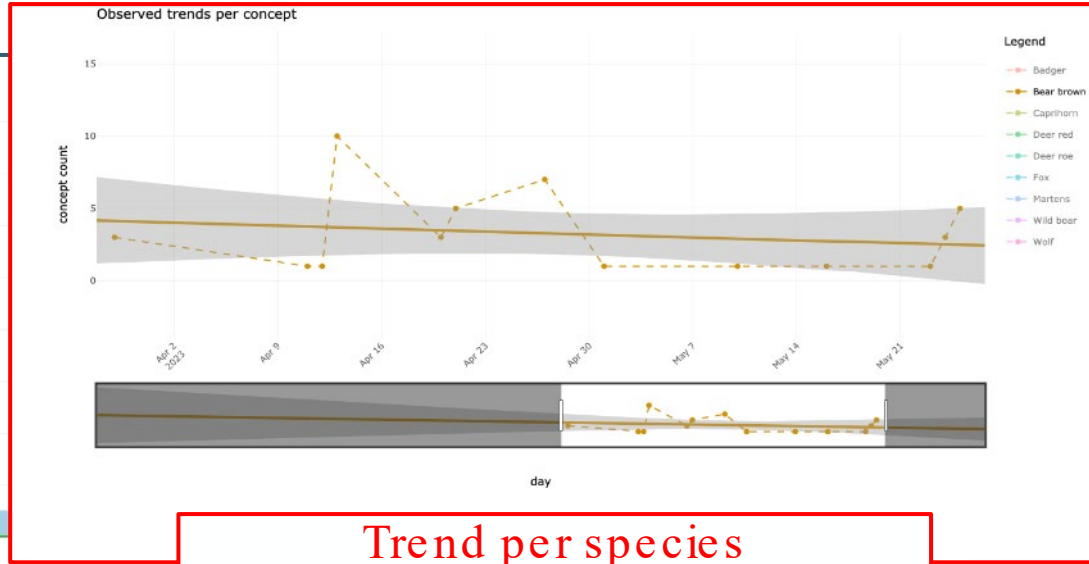 Observed trends per concept
Legend
Badger
Bear brown
Caprihorn
Deer red
Deer roe
Fox
Martens
Wild boar
Wolf
concept count
15
10
5
0
Apr 2
2023
Apr 9
Apr 16
Apr 23
Apr 30
May 7
May 14
May 21
day
Trend per species